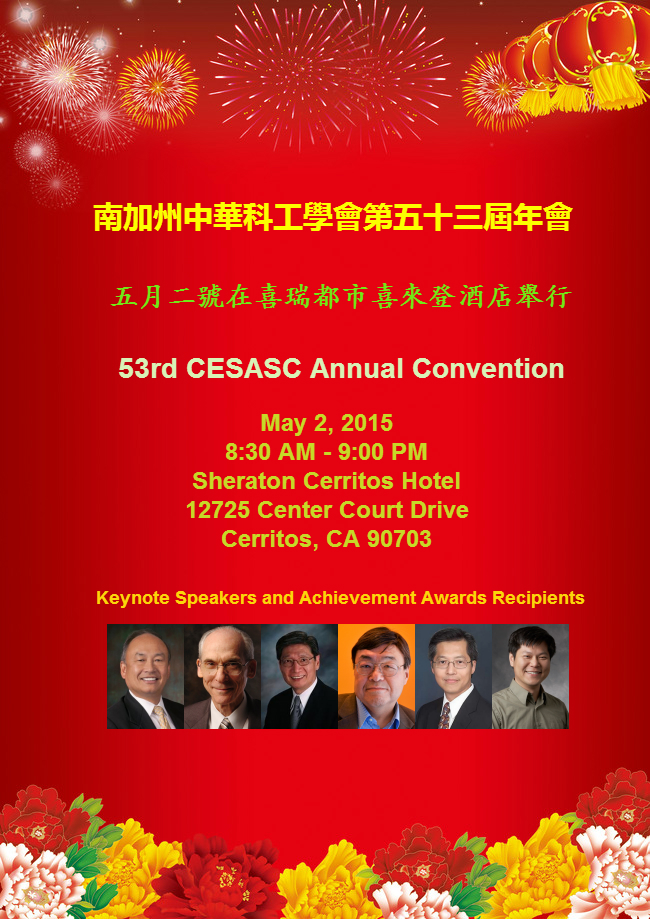 南加州中華科工學會第五十三屆年會
五月二號在喜瑞都市喜來登酒店舉行
53rd CESASC Annual Convention
May 2, 2015
8:30 AM - 9:00 PM
Sheraton Cerritos Hotel
12725 Center Court Drive
Cerritos, CA 90703
Keynote Speakers and Achievement Awards Recipients